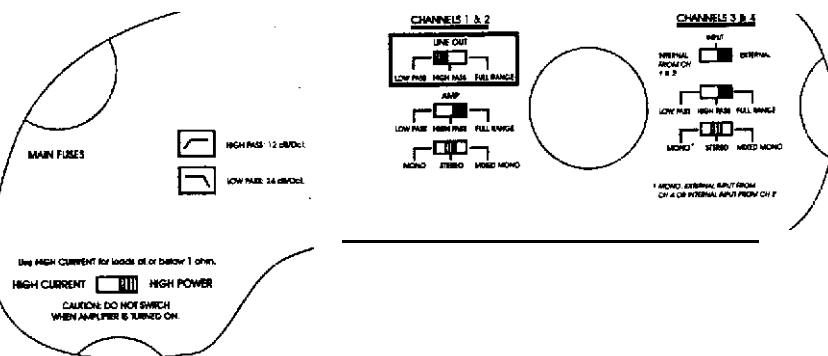 MAIN FUSES
HIGH PASS: 12 dB/Oct.
LOW PASS: 24 dB/Oct.
Use HIGH CURRENT for loads at or below 1 ohm.
HIGH CURRENT HIGH POWER
CAUTION: DO NOT SWITCH
WHEN AMPLIFIER IS TURNED ON.
CHANNELS 1 & 2
LINE OUT
LOW PASS HIGH PASS FULL RANGE
AMP
LOW PASS HIGH PASS FULL RANGE
MONO STEREO MIXED MONO
CHANNELS 3 & 4
INPUT
INTERNAL
FROM CH
1 & 2
EXTERNAL
LOW PASS HIGH PASS FULL RANGE
MONO * STEREO MIXED MONO
* MONO: EXTERNAL INPUT FROM
CH 4 OR INTERNAL INPUT FROM CH 2